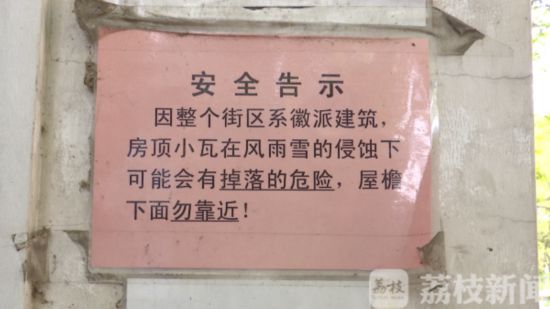 安全告示
因整个街区系徽派建筑，
房顶小瓦在风雨雪的侵蚀下
可能会有掉落的危险，屋檐
下面勿靠近！
荔枝 荔枝新闻